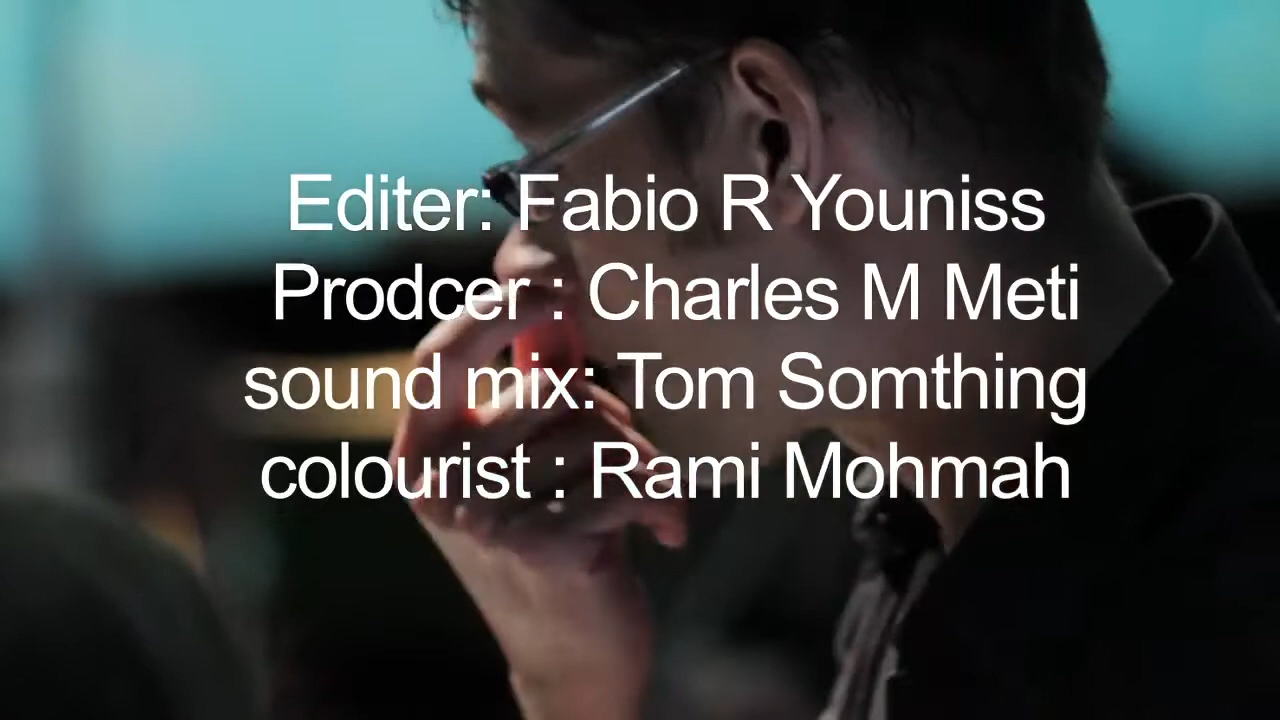 Editer: Fabio R Youniss
Prodcer : Charles M Meti
sound mix: Tom Somthing
colourist : Rami Mohmah